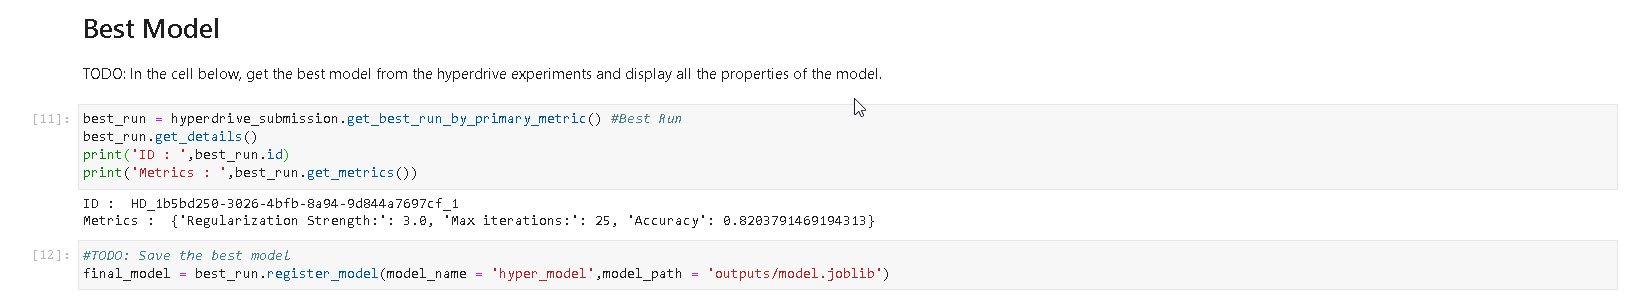 Best Model
TODO: In the cell below, get the best model from the hyperdrive experiments and display all the properties of the model.
[11]: best_run = hyperdrive_submission.get_best_run_by_primary_metric() #Best Run
best_run.get_details()
print('ID : ',best_run.id)
print('Metrics : ',best_run.get_metrics())
ID :  HD_1b5bd250-3026-4bfb-8a94-9d844a7697cf_1
Metrics :  {'Regularization Strength:': 3.0, 'Max iterations:': 25, 'Accuracy': 0.8203791469194313}
[12]: #TODO: Save the best model
final_model = best_run.register_model(model_name = 'hyper_model',model_path = 'outputs/model.joblib')